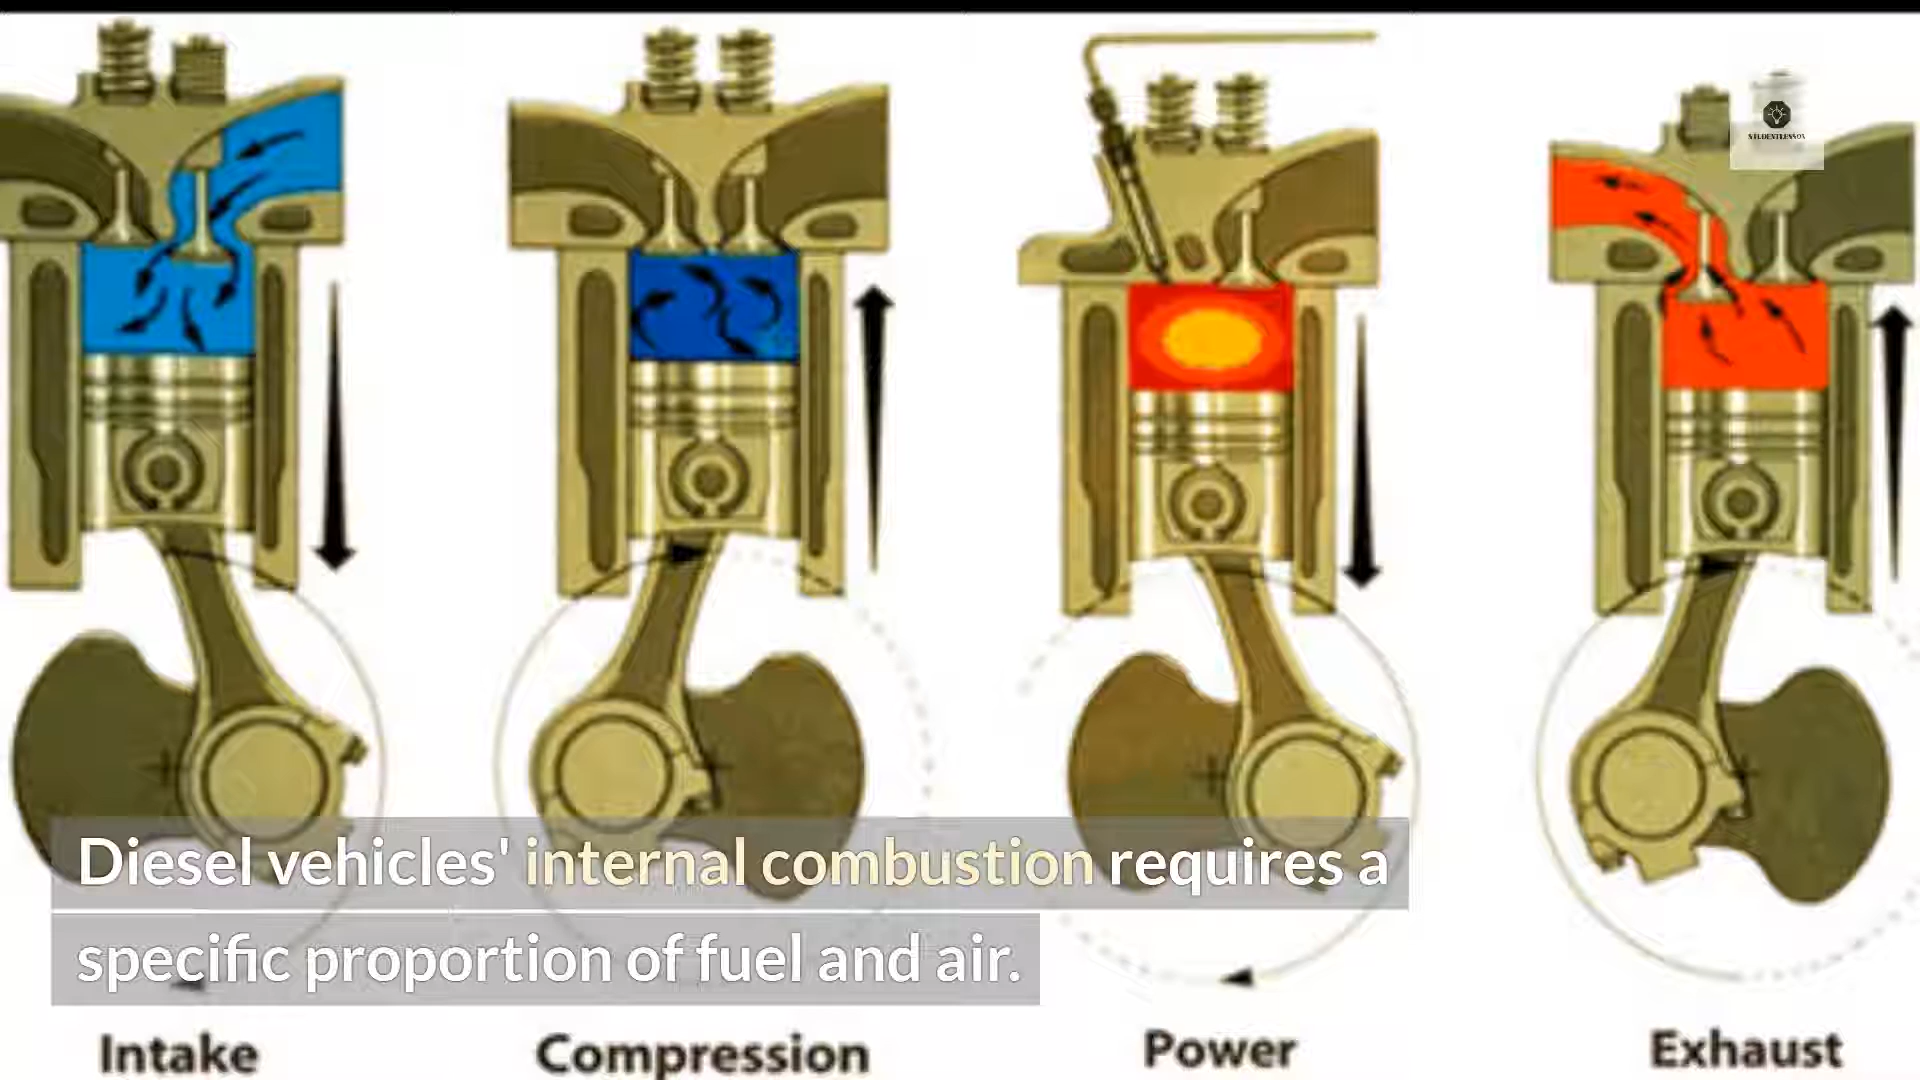 Diesel vehicles' internal combustion requires a
specific proportion of fuel and air.
Intake
Compression
Power
Exhaust